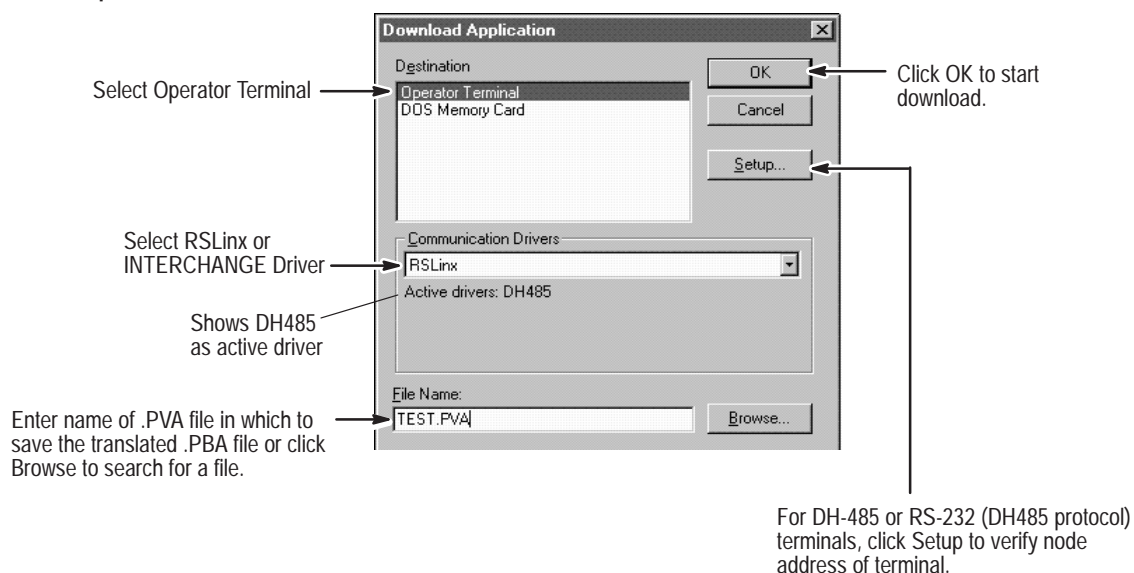 Download Application
Destination
Operator Terminal
DOS Memory Card
OK
Cancel
Setup...
Select Operator Terminal
Click OK to start
download.
Communication Drivers
RSLinx
Active drivers: DH485
Select RSLinx or
INTERCHANGE Driver
Shows DH485
as active driver
File Name:
TEST.PVA
Browse...
Enter name of .PVA file in which to
save the translated .PBA file or click
Browse to search for a file.
For DH-485 or RS-232 (DH485 protocol)
terminals, click Setup to verify node
address of terminal.